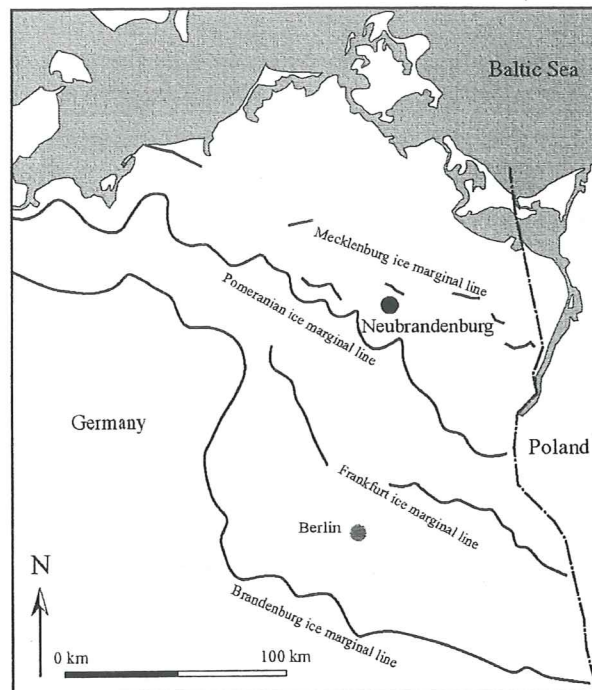 Baltic Sea
Mecklenburg ice marginal line
Pomeranian ice marginal line
Neubrandenburg
Germany
Poland
Frankfurt ice marginal line
Berlin
N
Brandenburg ice marginal line
0 km 100 km